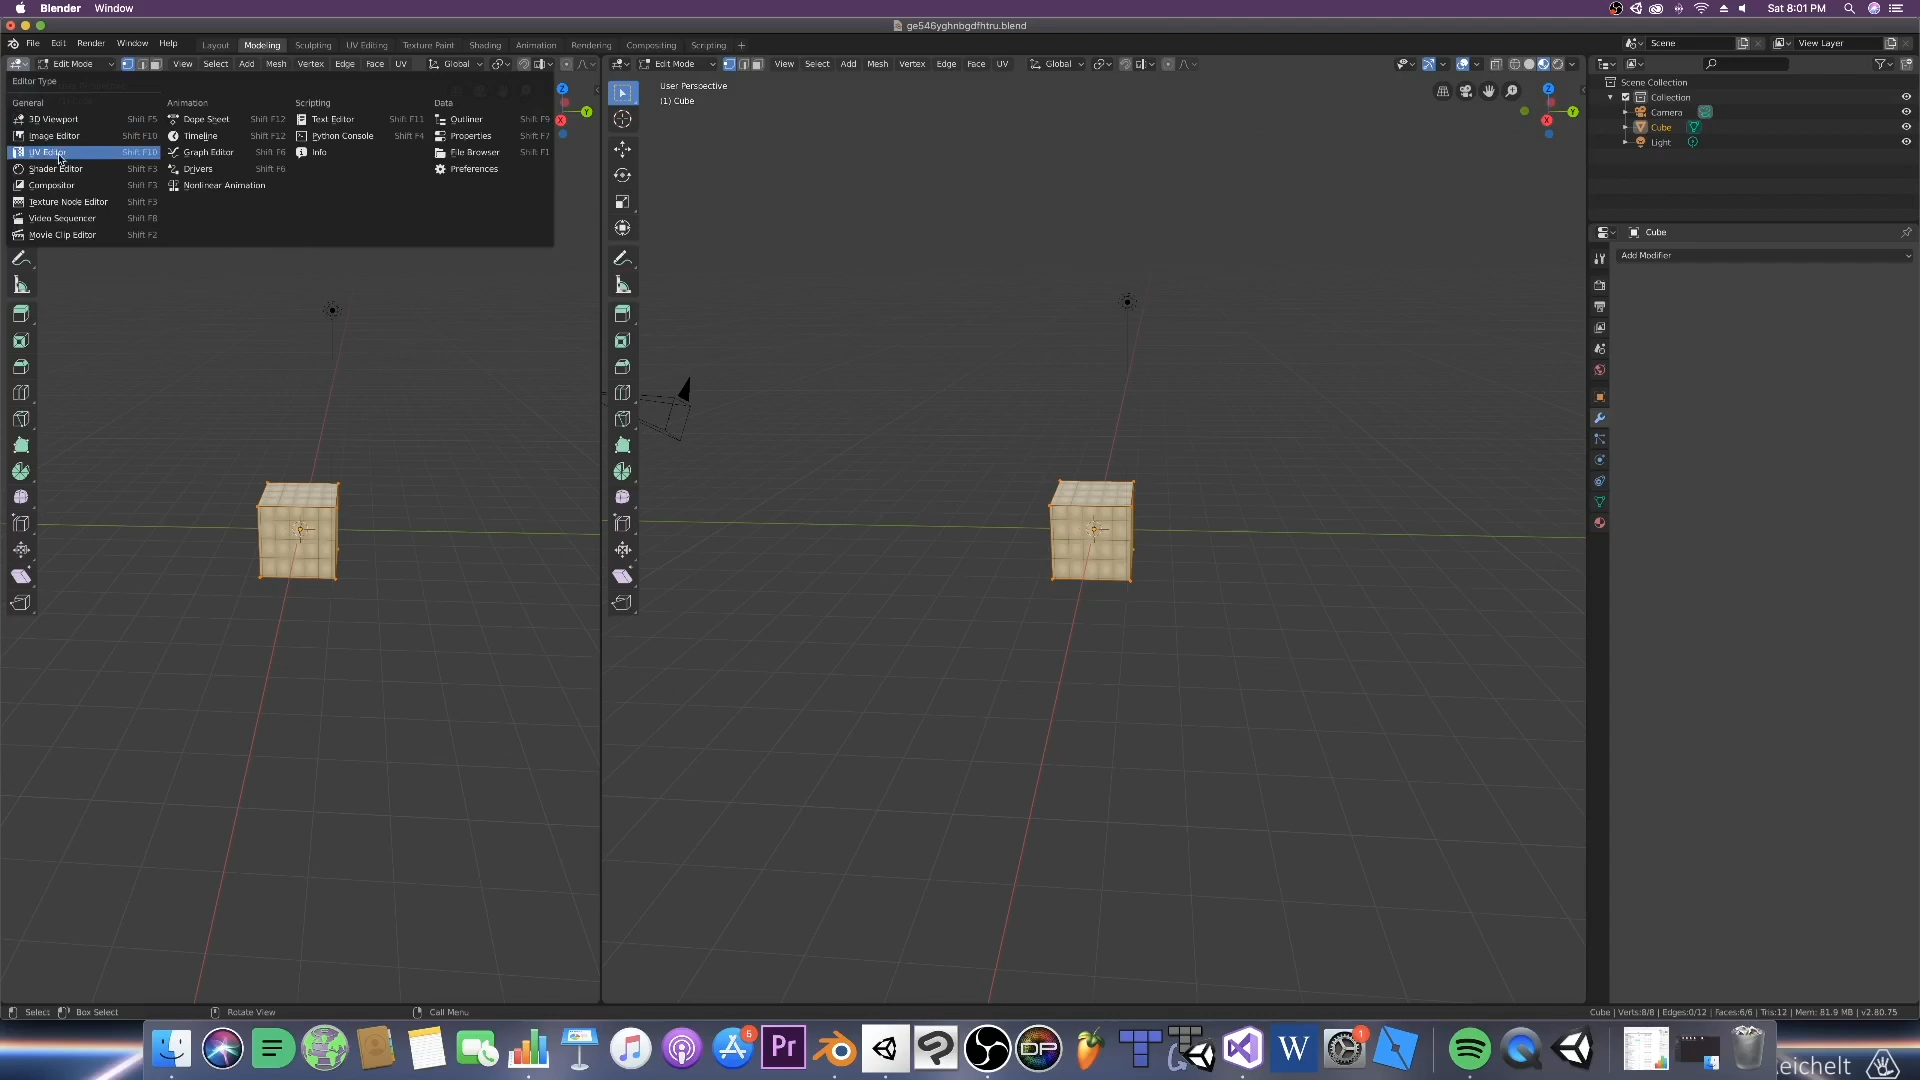 Blender Window Sat 8:01 PM
ge546yghnbgdfhtru.blend
File Edit Render Window Help Layout Modeling Sculpting UV Editing Texture Paint Shading Animation Rendering Compositing Scripting + Scene View Layer
Edit Mode View Select Add Mesh Vertex Edge Face UV Global Edit Mode View Select Add Mesh Vertex Edge Face UV Global
Editor Type
General Animation Scripting Data
3D Viewport Shift F5 Dope Sheet Shift F12 Text Editor Shift F11 Outliner Shift F9
Image Editor Shift F10 Timeline Shift F12 Python Console Shift F4 Properties Shift F7
UV Editor Shift F10 Graph Editor Shift F6 Info File Browser Shift F1
Shader Editor Shift F3 Drivers Shift F6 Preferences
Compositor Shift F3 Nonlinear Animation
Texture Node Editor Shift F3
Video Sequencer Shift F8
Movie Clip Editor Shift F2
User Perspective
(1) Cube
Z
Y
X
Z
Y
X
Scene Collection
Collection
Camera
Cube
Light
Cube
Add Modifier
Select Box Select Rotate View Call Menu Cube | Verts:8/8 | Edges:0/12 | Faces:6/6 | Tris:12 | Mem: 81.9 MB | v2.80.75
6 Pr DP W 1
eichelt